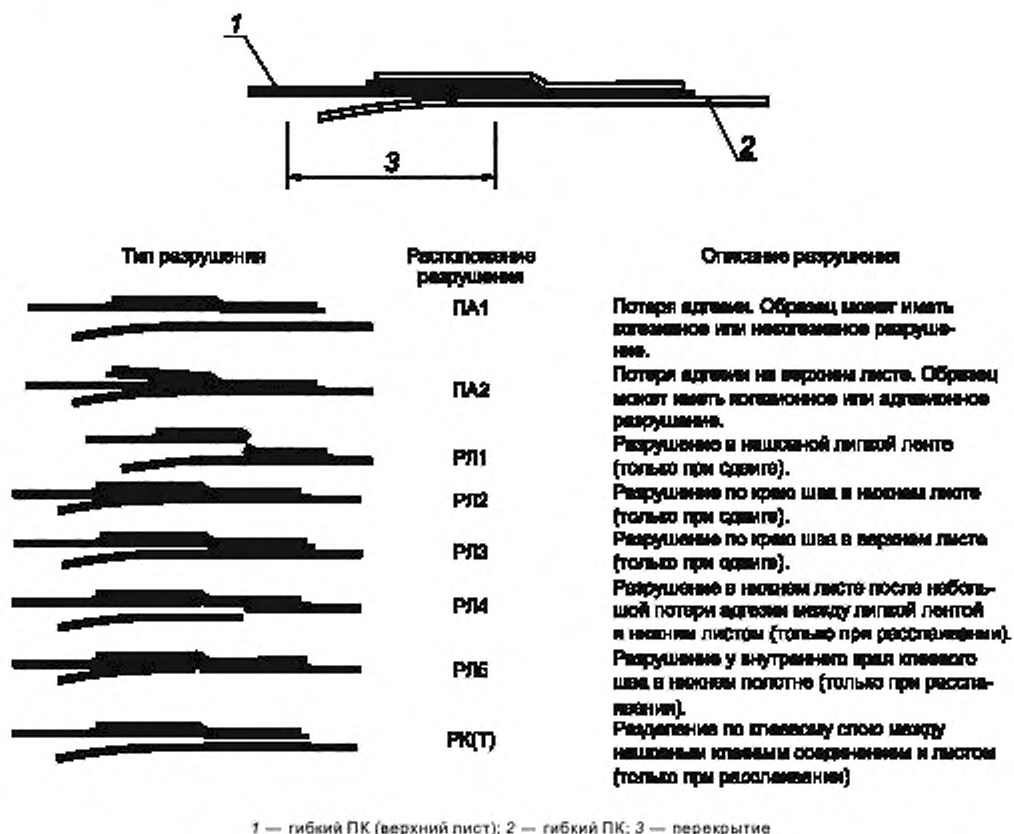 1
2
3
Тип разрушения
Расположение
разрушения
Описание разрушения
ПА1
Потеря адгезии. Образец может иметь
когезионное или некогезионное разруше-
ние.
ПА2
Потеря адгезии на верхнем листе. Образец
может иметь когезионное или адгезионное
разрушение.
РЛ1
Разрушение в нашовной липкой ленте
(только при сдвиге).
РЛ2
Разрушение по краю шва в нижнем листе
(только при сдвиге).
РЛ3
Разрушение по краю шва в верхнем листе
(только при сдвиге).
РЛ4
Разрушение в нижнем листе после неболь-
шой потери адгезии между липкой лентой
и нижним листом (только при расслаивании).
РЛ5
Разрушение у внутреннего края клеевого
шва в нижнем полотне (только при рассла-
ивании).
РК(Т)
Разделение по клеевому слою между
нашовным клеевым соединением и листом
(только при расслаивании)
1 — гибкий ПК (верхний лист); 2 — гибкий ПК; 3 — перекрытие